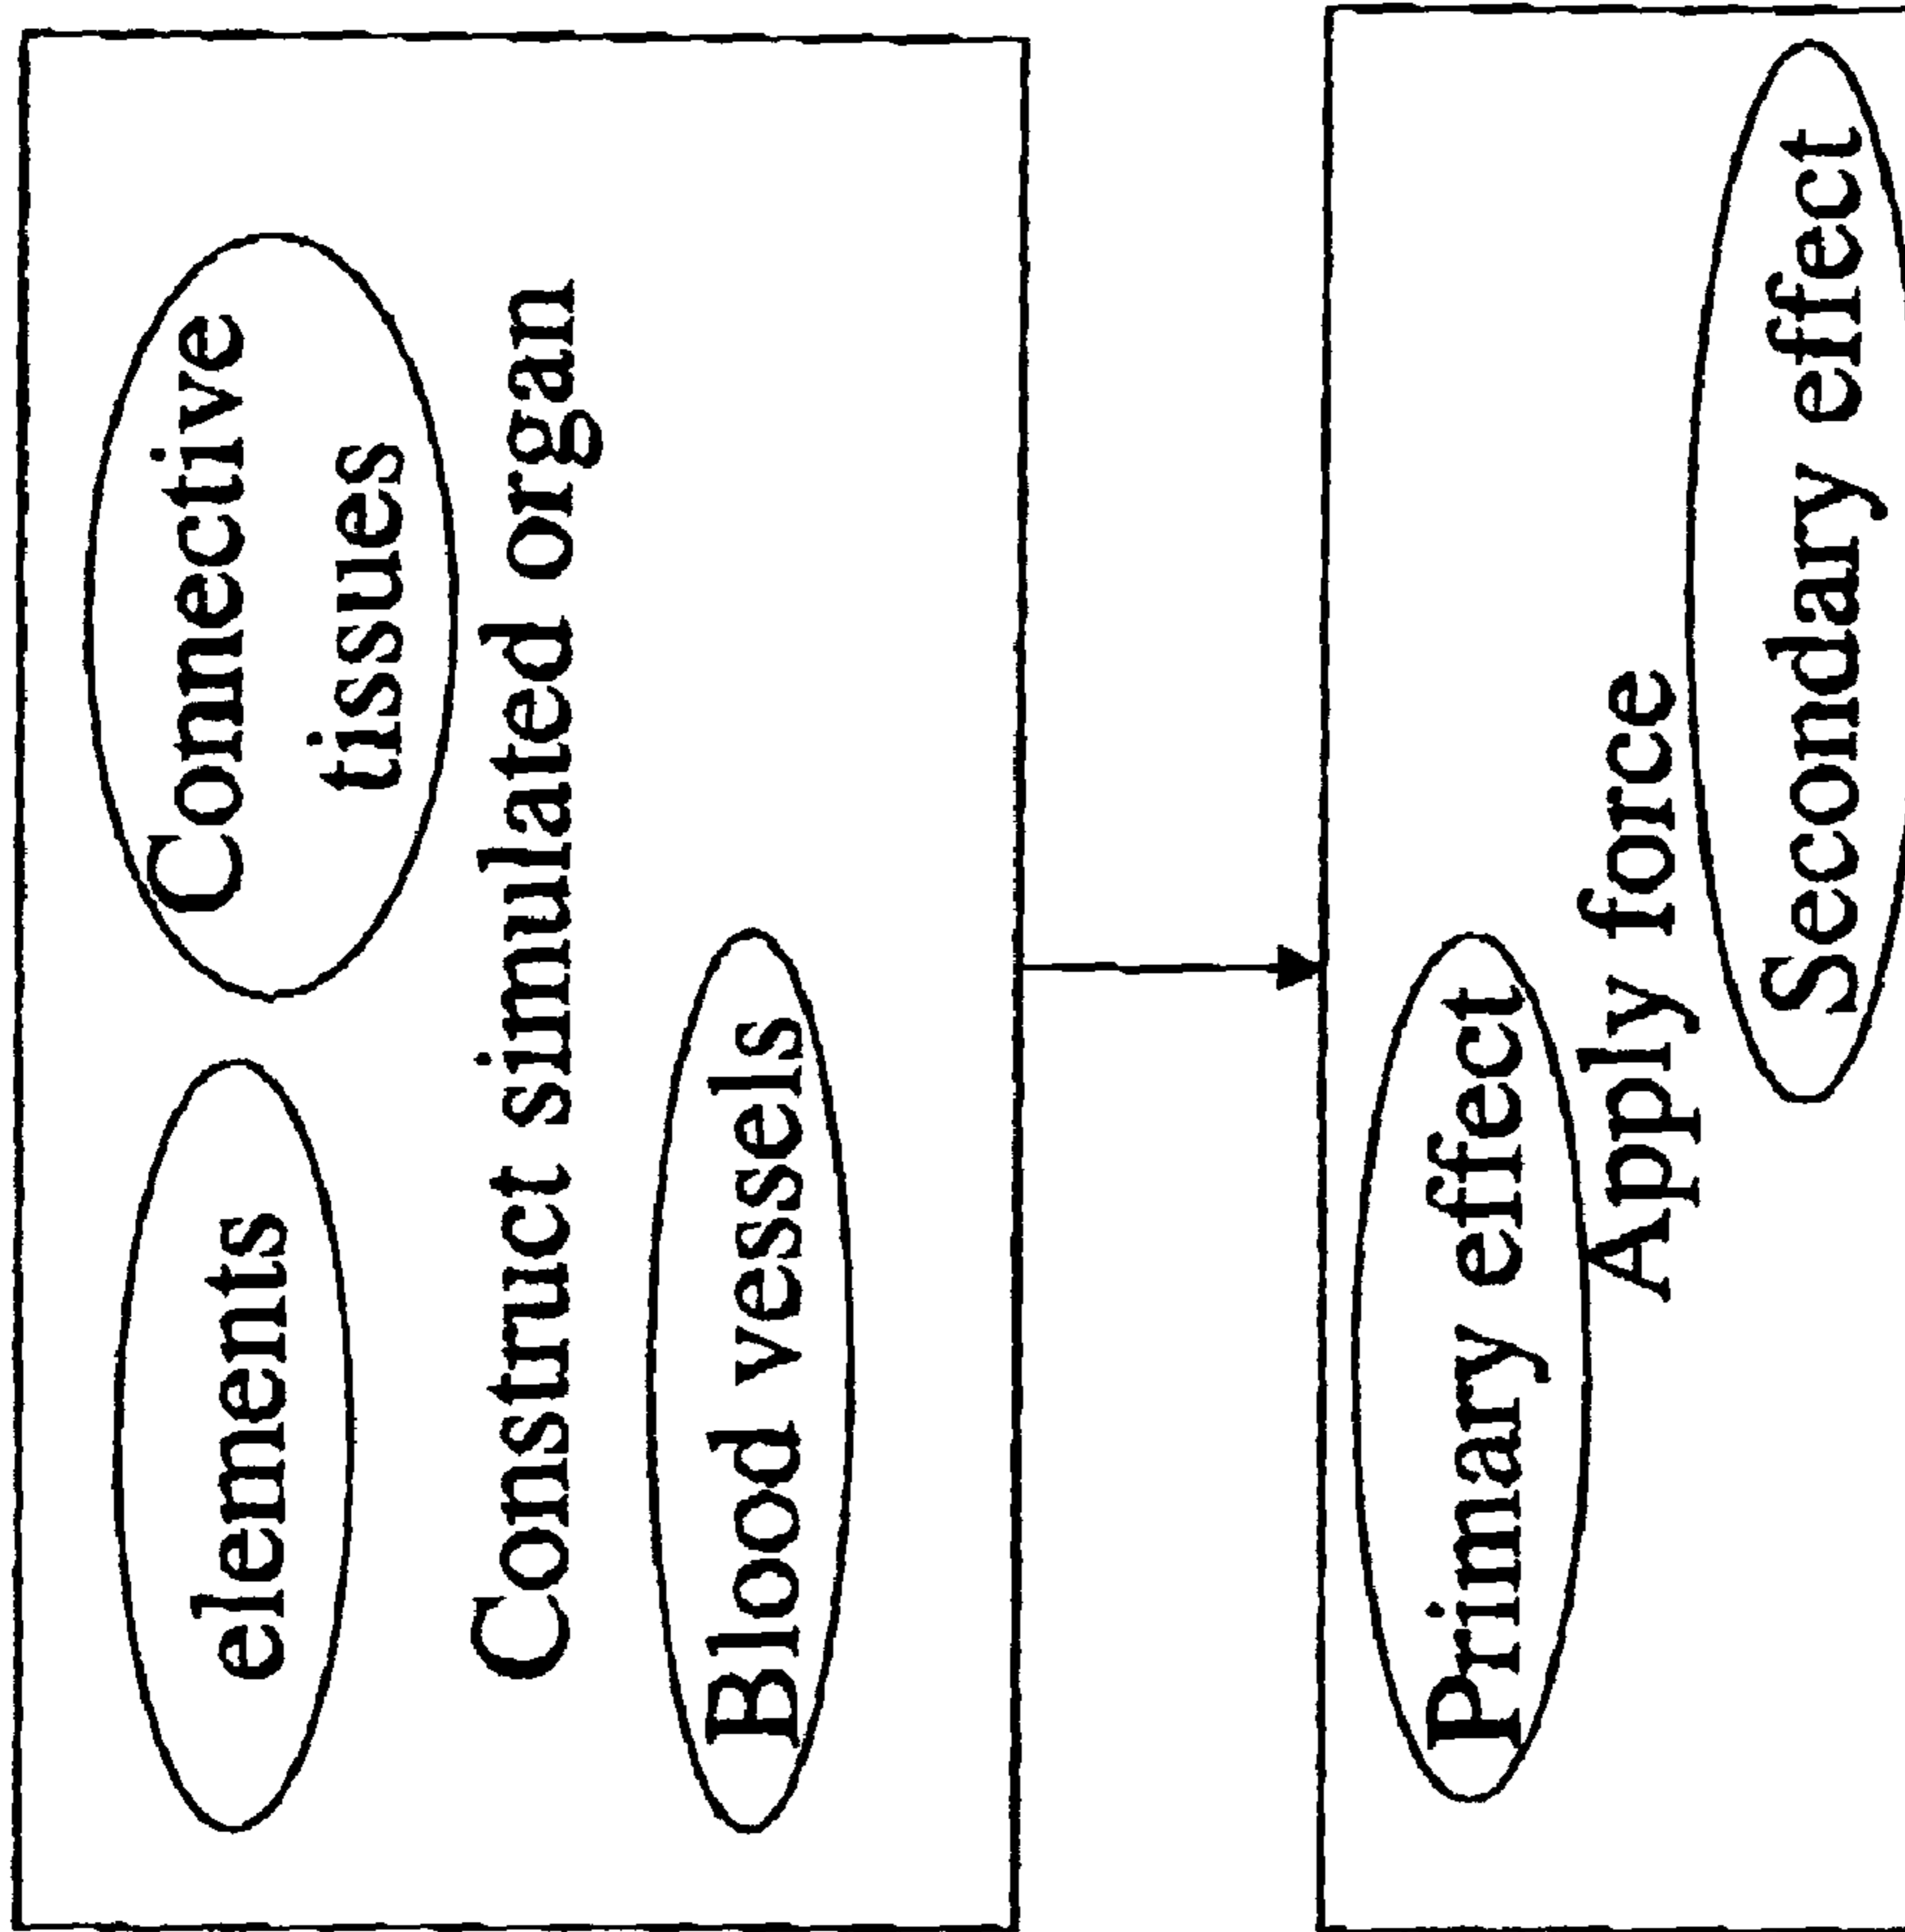 elements
Connective
tissues
Construct simulated organ
Blood vessels
Primary effect
Apply force
Secondary effect